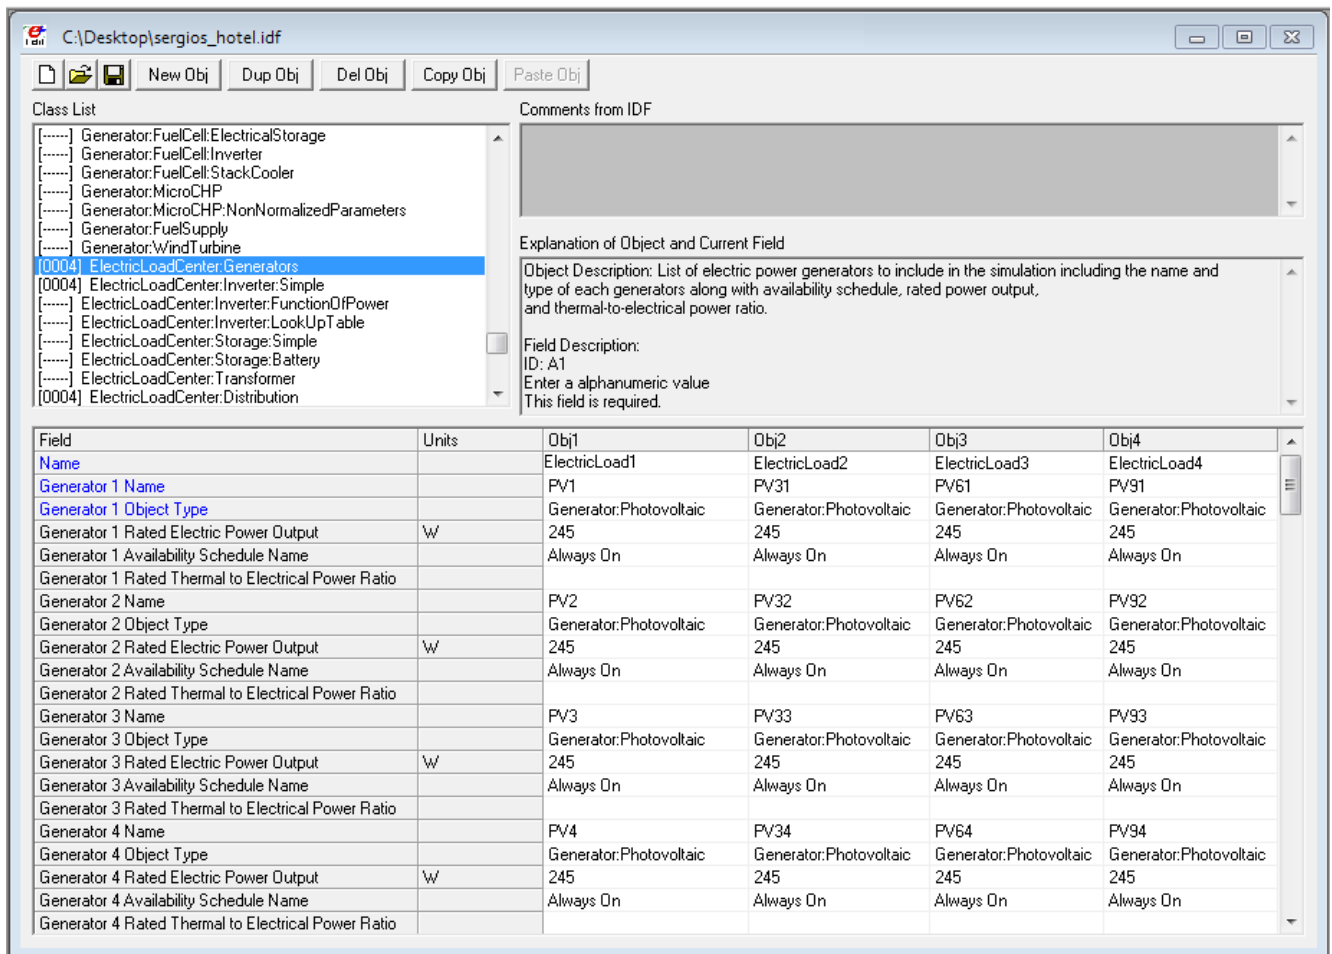 C:\Desktop\sergios_hotel.idf
New Obj Dup Obj Del Obj Copy Obj Paste Obj
Class List
[------] Generator:FuelCell:ElectricalStorage
[------] Generator:FuelCell:Inverter
[------] Generator:FuelCell:StackCooler
[------] Generator:MicroCHP
[------] Generator:MicroCHP:NonNormalizedParameters
[------] Generator:FuelSupply
[------] Generator:WindTurbine
[0004] ElectricLoadCenter:Generators
[0004] ElectricLoadCenter:Inverter:Simple
[------] ElectricLoadCenter:Inverter:FunctionOfPower
[------] ElectricLoadCenter:Inverter:LookUpTable
[------] ElectricLoadCenter:Storage:Simple
[------] ElectricLoadCenter:Storage:Battery
[------] ElectricLoadCenter:Transformer
[0004] ElectricLoadCenter:Distribution
Comments from IDF
Explanation of Object and Current Field
Object Description: List of electric power generators to include in the simulation including the name and
type of each generators along with availability schedule, rated power output,
and thermal-to-electrical power ratio.
Field Description:
ID: A1
Enter a alphanumeric value
This field is required.
Field Units Obj1 Obj2 Obj3 Obj4
Name ElectricLoad1 ElectricLoad2 ElectricLoad3 ElectricLoad4
Generator 1 Name PV1 PV31 PV61 PV91
Generator 1 Object Type Generator:Photovoltaic Generator:Photovoltaic Generator:Photovoltaic Generator:Photovoltaic
Generator 1 Rated Electric Power Output W 245 245 245 245
Generator 1 Availability Schedule Name Always On Always On Always On Always On
Generator 1 Rated Thermal to Electrical Power Ratio
Generator 2 Name PV2 PV32 PV62 PV92
Generator 2 Object Type Generator:Photovoltaic Generator:Photovoltaic Generator:Photovoltaic Generator:Photovoltaic
Generator 2 Rated Electric Power Output W 245 245 245 245
Generator 2 Availability Schedule Name Always On Always On Always On Always On
Generator 2 Rated Thermal to Electrical Power Ratio
Generator 3 Name PV3 PV33 PV63 PV93
Generator 3 Object Type Generator:Photovoltaic Generator:Photovoltaic Generator:Photovoltaic Generator:Photovoltaic
Generator 3 Rated Electric Power Output W 245 245 245 245
Generator 3 Availability Schedule Name Always On Always On Always On Always On
Generator 3 Rated Thermal to Electrical Power Ratio
Generator 4 Name PV4 PV34 PV64 PV94
Generator 4 Object Type Generator:Photovoltaic Generator:Photovoltaic Generator:Photovoltaic Generator:Photovoltaic
Generator 4 Rated Electric Power Output W 245 245 245 245
Generator 4 Availability Schedule Name Always On Always On Always On Always On
Generator 4 Rated Thermal to Electrical Power Ratio